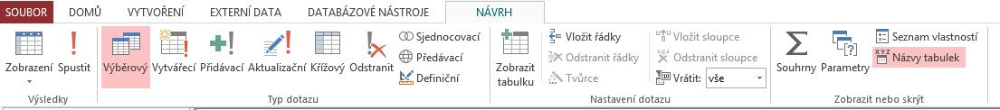 SOUBOR DOMŮ VYTVOŘENÍ EXTERNÍ DATA DATABÁZOVÉ NÁSTROJE NÁVRH
Zobrazení Spustit
Výsledky
Výběrový Vytvářecí Přidávací Aktualizační Křížový Odstranit
Sjednocovací
Předávací
Definiční
Typ dotazu
Zobrazit
tabulku
Vložit řádky
Odstranit řádky
Tvůrce
Vložit sloupce
Odstranit sloupce
Vrátit: vše
Nastavení dotazu
Souhrny Parametry
Seznam vlastností
XYZ Názvy tabulek
Zobrazit nebo skrýt